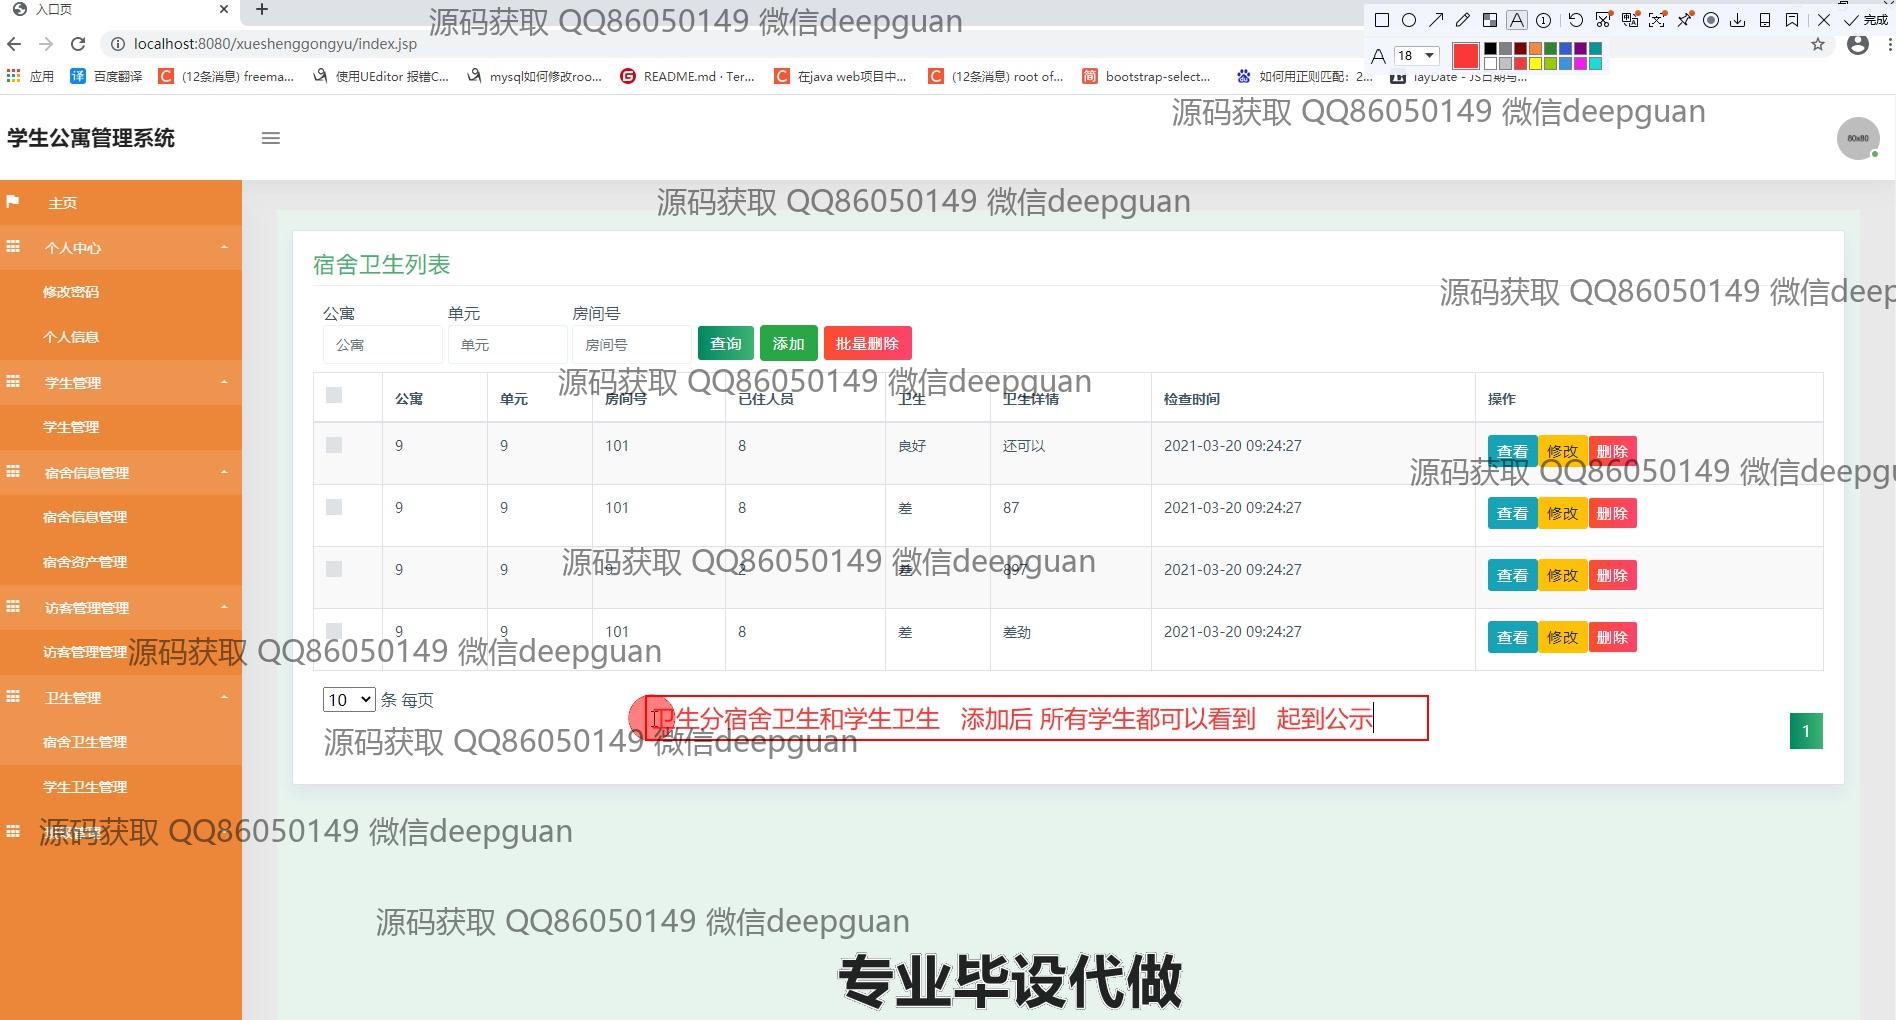 入口页
源码获取 QQ86050149 微信deepguan
完成
localhost:8080/xueshenggongyu/index.jsp
18
应用
百度翻译
(12条消息) freema...
使用UEditor 报错C...
mysql如何修改roo...
README.md · Ter...
在java web项目中...
(12条消息) root of...
bootstrap-select...
如何用正则匹配：2...
layDate - JS日期与...
源码获取 QQ86050149 微信deepguan
学生公寓管理系统
80x80
源码获取 QQ86050149 微信deepguan
主页
个人中心
修改密码
个人信息
学生管理
学生管理
宿舍信息管理
宿舍信息管理
宿舍资产管理
访客管理管理
访客管理管理
卫生管理
宿舍卫生管理
学生卫生管理
宿舍卫生列表
源码获取 QQ86050149 微信deep
公寓 单元 房间号
公寓 单元 房间号 查询 添加 批量删除
源码获取 QQ86050149 微信deepguan
公寓 单元 房间号 已住人员 卫生 卫生详情 检查时间 操作
9 9 101 8 良好 还可以 2021-03-20 09:24:27 查看 修改 删除
源码获取 QQ86050149 微信deepgu
9 9 101 8 差 87 2021-03-20 09:24:27 查看 修改 删除
源码获取 QQ86050149 微信deepguan
9 9 9 2 差 897 2021-03-20 09:24:27 查看 修改 删除
9 9 101 8 差 差劲 2021-03-20 09:24:27 查看 修改 删除
源码获取 QQ86050149 微信deepguan
10 条 每页
卫生分宿舍卫生和学生卫生 添加后 所有学生都可以看到 起到公示
1
源码获取 QQ86050149 微信deepguan
源码获取 QQ86050149 微信deepguan
源码获取 QQ86050149 微信deepguan
专业毕设代做